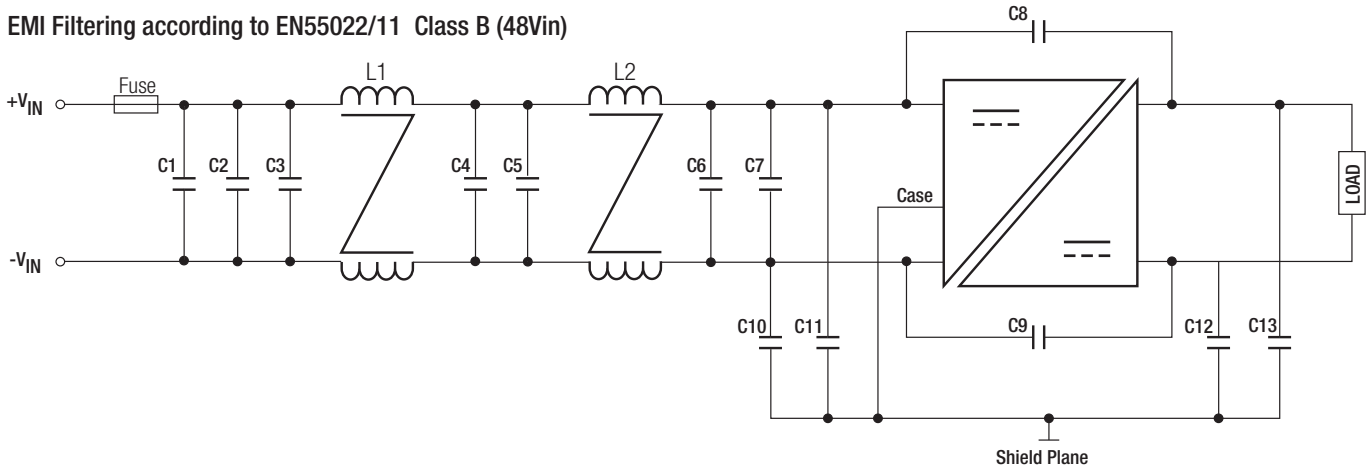 EMI Filtering according to EN55022/11 Class B (48Vin)
C8
+VIN
Fuse
L1
L2
C1
C2
C3
C4
C5
C6
C7
Case
LOAD
-VIN
C10
C11
C9
C12
C13
Shield Plane